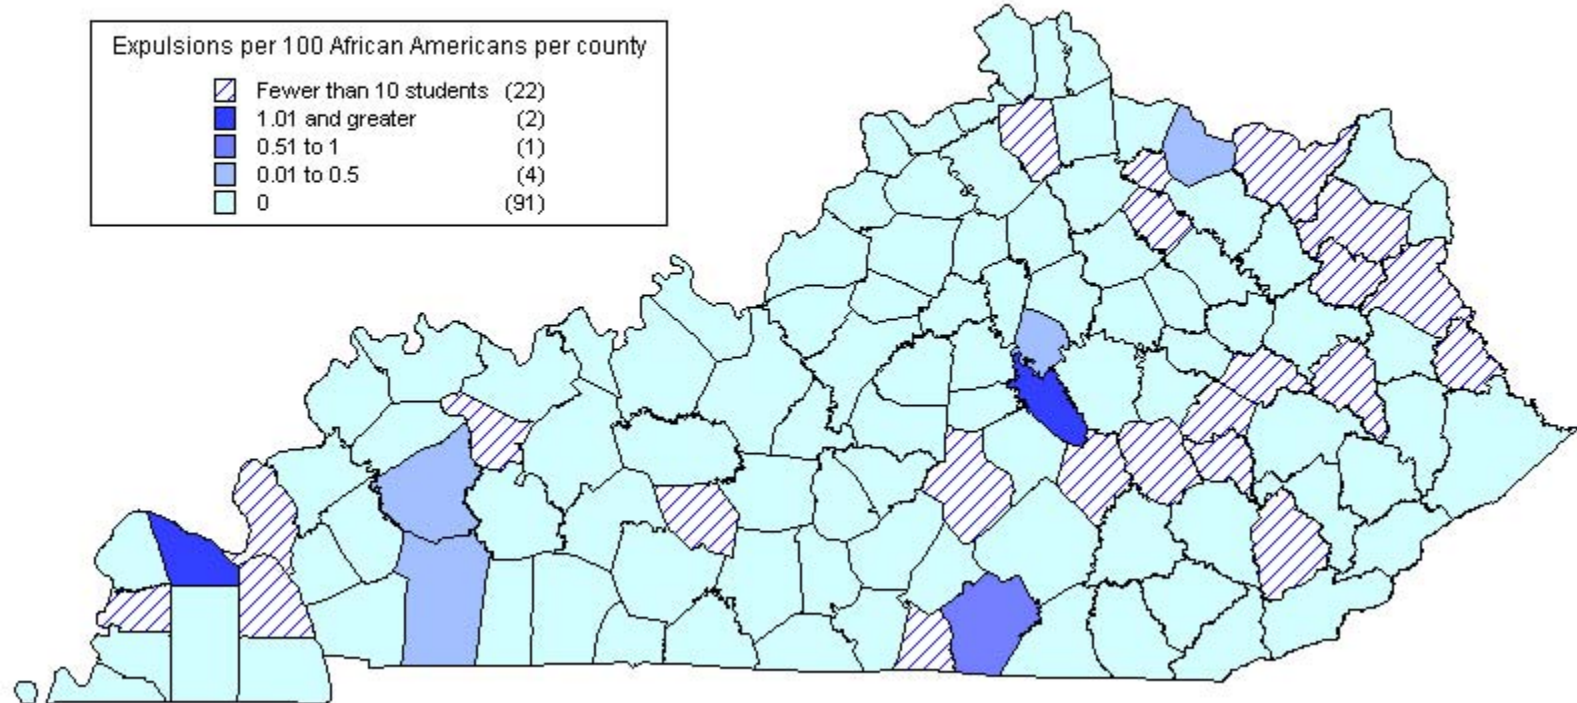 Expulsions per 100 African Americans per county
Fewer than 10 students (22)
1.01 and greater (2)
0.51 to 1 (1)
0.01 to 0.5 (4)
0 (91)